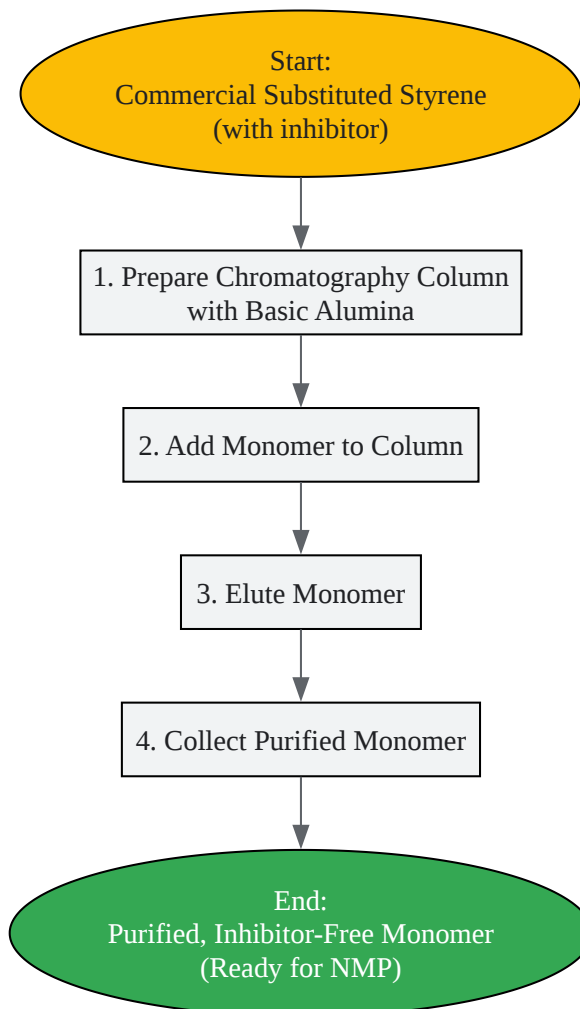 Start:
Commercial Substituted Styrene
(with inhibitor)
1. Prepare Chromatography Column
with Basic Alumina
2. Add Monomer to Column
3. Elute Monomer
4. Collect Purified Monomer
End:
Purified, Inhibitor-Free Monomer
(Ready for NMP)